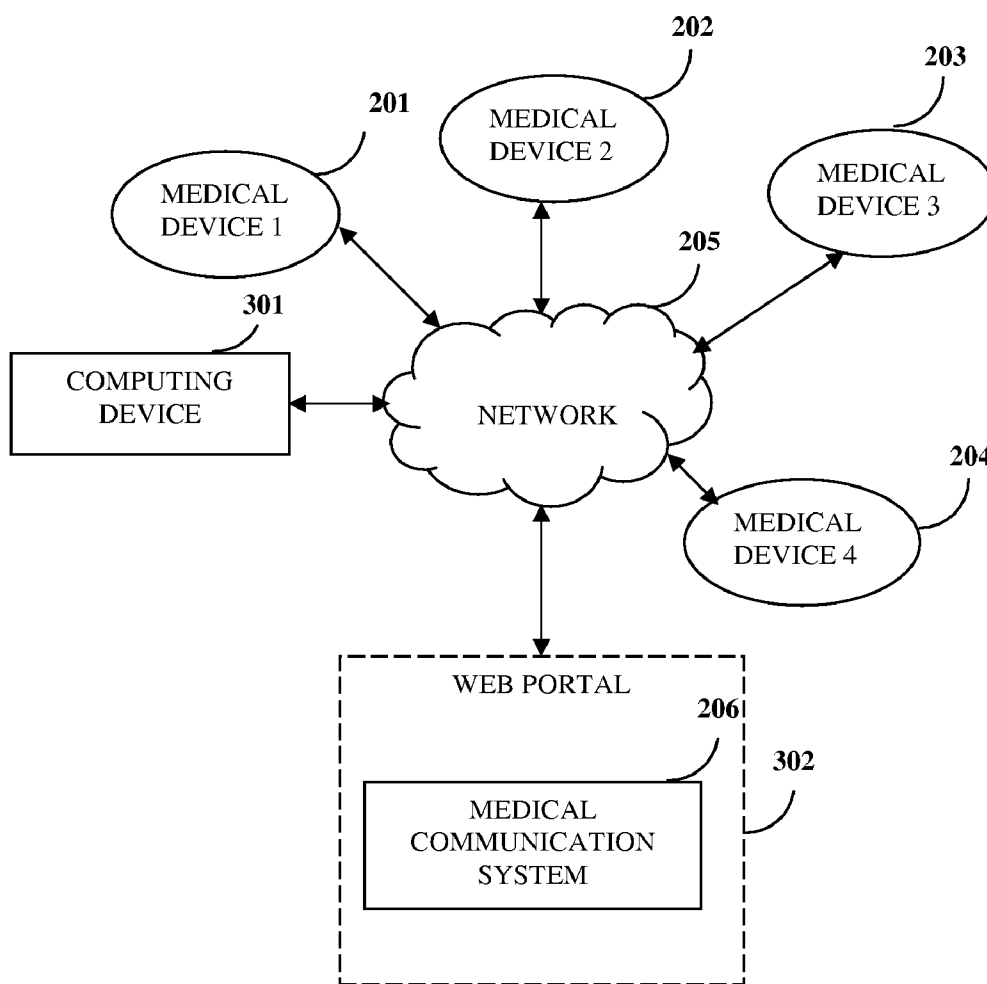 202
203
201
MEDICAL
DEVICE 2
MEDICAL
DEVICE 1
MEDICAL
DEVICE 3
205
301
COMPUTING
DEVICE
NETWORK
204
MEDICAL
DEVICE 4
WEB PORTAL
206
302
MEDICAL
COMMUNICATION
SYSTEM